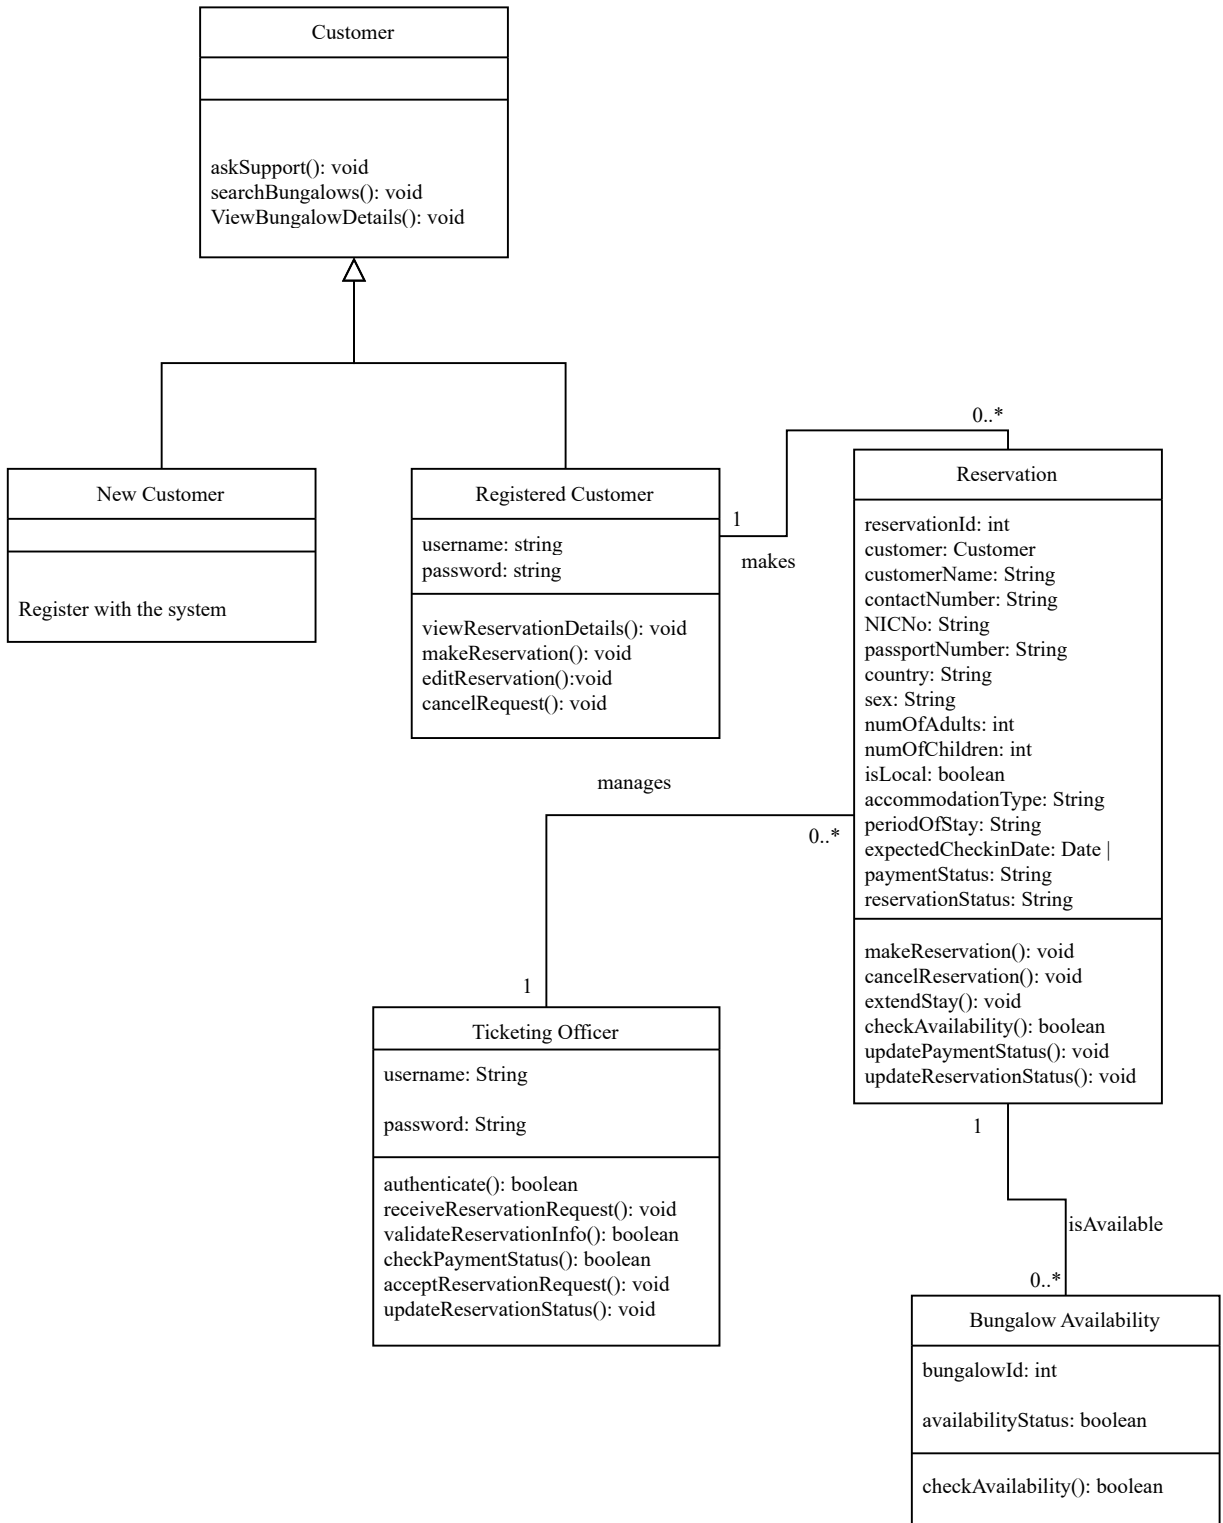 Customer
askSupport(): void
searchBungalows(): void
ViewBungalowDetails(): void
New Customer
Register with the system
Registered Customer
username: string
password: string
viewReservationDetails(): void
makeReservation(): void
editReservation():void
cancelRequest(): void
1
makes
0..*
Reservation
reservationId: int
customer: Customer
customerName: String
contactNumber: String
NICNo: String
passportNumber: String
country: String
sex: String
numOfAdults: int
numOfChildren: int
isLocal: boolean
accommodationType: String
periodOfStay: String
expectedCheckinDate: Date |
paymentStatus: String
reservationStatus: String
makeReservation(): void
cancelReservation(): void
extendStay(): void
checkAvailability(): boolean
updatePaymentStatus(): void
updateReservationStatus(): void
manages
0..*
1
Ticketing Officer
username: String
password: String
authenticate(): boolean
receiveReservationRequest(): void
validateReservationInfo(): boolean
checkPaymentStatus(): boolean
acceptReservationRequest(): void
updateReservationStatus(): void
1
isAvailable
0..*
Bungalow Availability
bungalowId: int
availabilityStatus: boolean
checkAvailability(): boolean